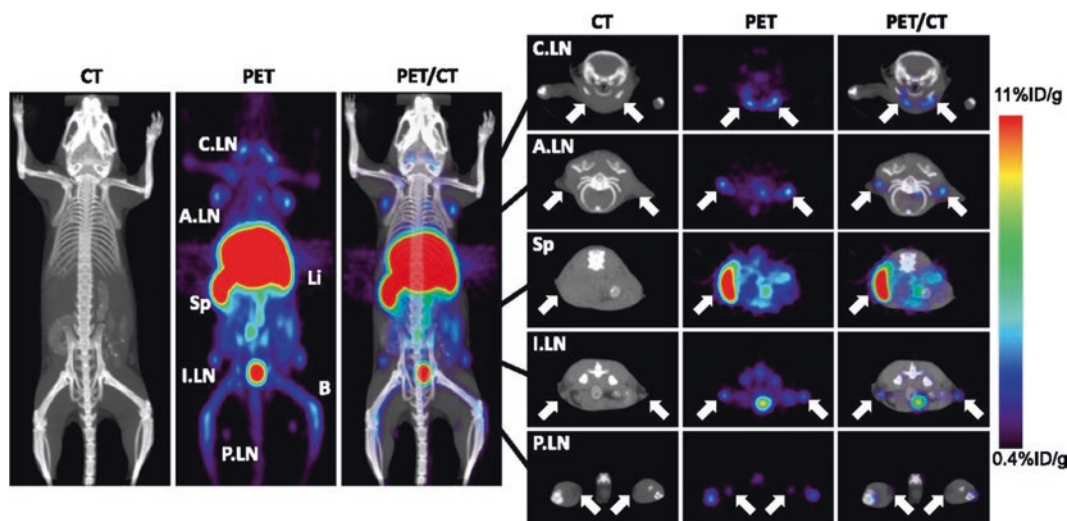 CT
PET
PET/CT
C.LN
A.LN
Li
Sp
I.LN
B
P.LN
CT
PET
PET/CT
C.LN
A.LN
Sp
I.LN
P.LN
11%ID/g
0.4%ID/g